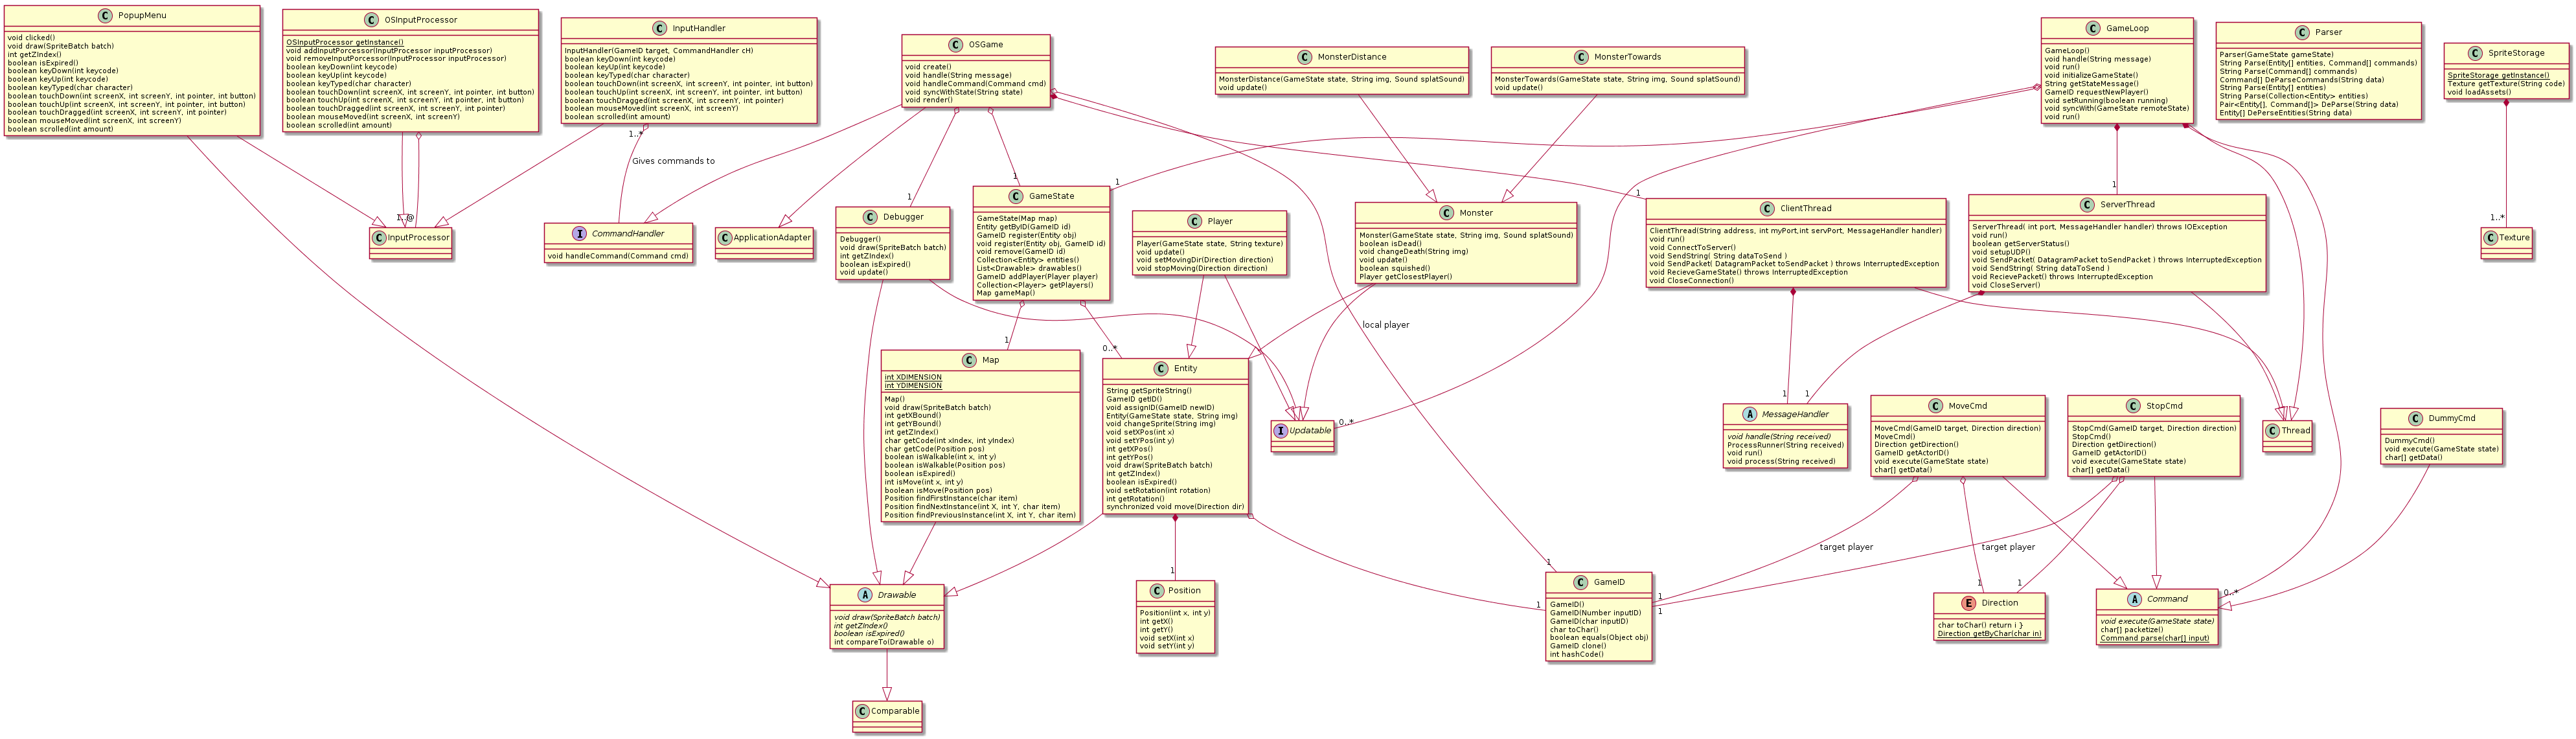 PopupMenu
void clicked()
void draw(SpriteBatch batch)
int getZIndex()
boolean isExpired()
boolean keyDown(int keycode)
boolean keyUp(int keycode)
boolean keyTyped(char character)
boolean touchDown(int screenX, int screenY, int pointer, int button)
boolean touchUp(int screenX, int screenY, int pointer, int button)
boolean touchDragged(int screenX, int screenY, int pointer)
boolean mouseMoved(int screenX, int screenY)
boolean scrolled(int amount)
OSInputProcessor
OSInputProcessor getInstance()
void addInputPorcessor(InputProcessor inputProcessor)
void removeInputPorcessor(InputProcessor inputProcessor)
boolean keyDown(int keycode)
boolean keyUp(int keycode)
boolean keyTyped(char character)
boolean touchDown(int screenX, int screenY, int pointer, int button)
boolean touchUp(int screenX, int screenY, int pointer, int button)
boolean touchDragged(int screenX, int screenY, int pointer)
boolean mouseMoved(int screenX, int screenY)
boolean scrolled(int amount)
InputHandler
InputHandler(GameID target, CommandHandler cH)
boolean keyDown(int keycode)
boolean keyUp(int keycode)
boolean keyTyped(char character)
boolean touchDown(int screenX, int screenY, int pointer, int button)
boolean touchUp(int screenX, int screenY, int pointer, int button)
boolean touchDragged(int screenX, int screenY, int pointer)
boolean mouseMoved(int screenX, int screenY)
boolean scrolled(int amount)
OSGame
void create()
void handle(String message)
void handleCommand(Command cmd)
void syncWithState(String state)
void render()
MonsterDistance
MonsterDistance(GameState state, String img, Sound splatSound)
void update()
MonsterTowards
MonsterTowards(GameState state, String img, Sound splatSound)
void update()
GameLoop
GameLoop()
void handle(String message)
void run()
void initializeGameState()
String getStateMessage()
GameID requestNewPlayer()
void setRunning(boolean running)
void syncWith(GameState remoteState)
void run()
Parser
Parser(GameState gameState)
String Parse(Entity[] entities, Command[] commands)
String Parse(Command[] commands)
Command[] DeParseCommands(String data)
String Parse(Entity[] entities)
String Parse(Collection<Entity> entities)
Pair<Entity[], Command[]> DeParse(String data)
Entity[] DePerseEntities(String data)
SpriteStorage
SpriteStorage getInstance()
Texture getTexture(String code)
void loadAssets()
1..*
Gives commands to
InputProcessor
CommandHandler
void handleCommand(Command cmd)
ApplicationAdapter
1
Debugger
Debugger()
void draw(SpriteBatch batch)
int getZIndex()
boolean isExpired()
void update()
1
GameState
GameState(Map map)
Entity getByID(GameID id)
GameID register(Entity obj)
void register(Entity obj, GameID id)
void remove(GameID id)
Collection<Entity> entities()
List<Drawable> drawables()
GameID addPlayer(Player player)
Collection<Player> getPlayers()
Map gameMap()
1
Player
Player(GameState state, String texture)
void update()
void setMovingDir(Direction direction)
void stopMoving(Direction direction)
Monster
Monster(GameState state, String img, Sound splatSound)
boolean isDead()
void changeDeath(String img)
void update()
boolean squished()
Player getClosestPlayer()
1
ClientThread
ClientThread(String address, int myPort,int servPort, MessageHandler handler)
void run()
void ConnectToServer()
void SendString( String dataToSend )
void SendPacket( DatagramPacket toSendPacket ) throws InterruptedException
void RecieveGameState() throws InterruptedException
void CloseConnection()
1
ServerThread
ServerThread( int port, MessageHandler handler) throws IOException
void run()
boolean getServerStatus()
void setupUDP()
void SendPacket( DatagramPacket toSendPacket ) throws InterruptedException
void SendString( String dataToSend )
void RecievePacket() throws InterruptedException
void CloseServer()
1..*
Texture
local player
1
Map
int XDIMENSION
int YDIMENSION
Map()
void draw(SpriteBatch batch)
int getXBound()
int getYBound()
int getZIndex()
char getCode(int xIndex, int yIndex)
char getCode(Position pos)
boolean isWalkable(int x, int y)
boolean isWalkable(Position pos)
boolean isExpired()
int isMove(int x, int y)
boolean isMove(Position pos)
Position findFirstInstance(char item)
Position findNextInstance(int X, int Y, char item)
Position findPreviousInstance(int X, int Y, char item)
0..*
Entity
String getSpriteString()
GameID getID()
void assignID(GameID newID)
Entity(GameState state, String img)
void changeSprite(String img)
void setXPos(int x)
void setYPos(int y)
int getXPos()
int getYPos()
void draw(SpriteBatch batch)
int getZIndex()
boolean isExpired()
void setRotation(int rotation)
int getRotation()
synchronized void move(Direction dir)
Updatable
0..*
1
1
MessageHandler
void handle(String received)
ProcessRunner(String received)
void run()
void process(String received)
MoveCmd
MoveCmd(GameID target, Direction direction)
MoveCmd()
Direction getDirection()
GameID getActorID()
void execute(GameState state)
char[] getData()
StopCmd
StopCmd(GameID target, Direction direction)
StopCmd()
Direction getDirection()
GameID getActorID()
void execute(GameState state)
char[] getData()
Thread
DummyCmd
DummyCmd()
void execute(GameState state)
char[] getData()
target player
target player
Drawable
void draw(SpriteBatch batch)
int getZIndex()
boolean isExpired()
int compareTo(Drawable o)
1
Position
Position(int x, int y)
int getX()
int getY()
void setX(int x)
void setY(int y)
1
1
GameID
GameID()
GameID(Number inputID)
GameID(char inputID)
char toChar()
boolean equals(Object obj)
GameID clone()
int hashCode()
1
1
1
1
Direction
char toChar() return i }
Direction getByChar(char in)
0..*
Command
void execute(GameState state)
char[] packetize()
Command parse(char[] input)
Comparable